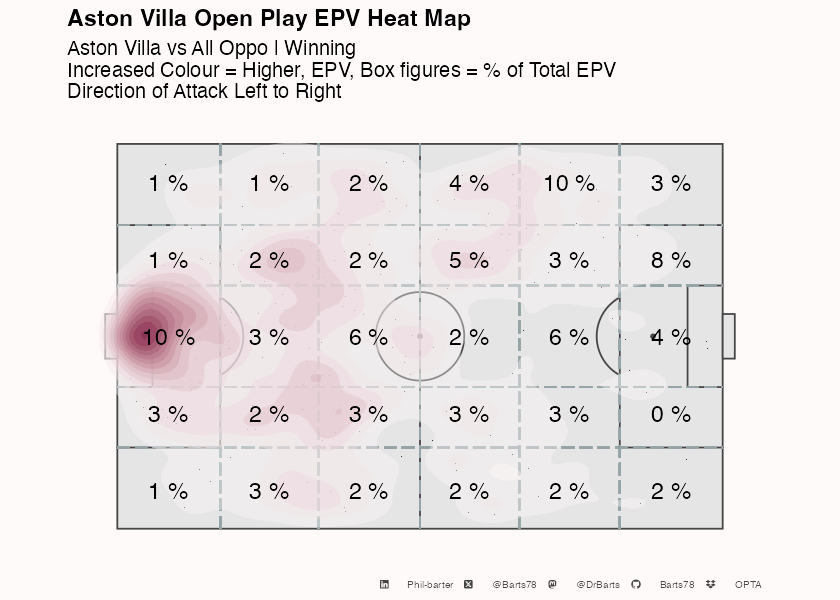 Aston Villa Open Play EPV Heat Map
Aston Villa vs All Oppo | Winning
Increased Colour = Higher, EPV, Box figures = % of Total EPV
Direction of Attack Left to Right
1 % 1 % 2 % 4 % 10 % 3 %
1 % 2 % 2 % 5 % 3 % 8 %
10 % 3 % 6 % 2 % 6 % 4 %
3 % 2 % 3 % 3 % 3 % 0 %
1 % 3 % 2 % 2 % 2 % 2 %
Phil-barter @Barts78 @DrBarts Barts78 OPTA